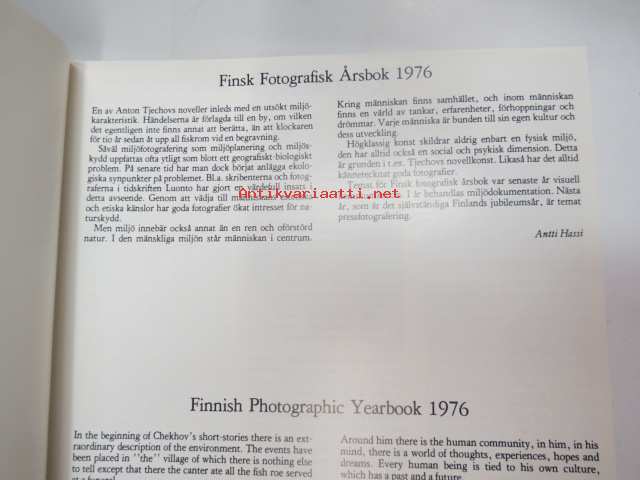 Finsk Fotografisk Årsbok 1976
En av Anton Tjechovs noveller inleds med en utsökt miljö-
karakteristik. Händelserna är förlagda till en by, om vilken
det egentligen inte finns annat att berätta, än att klockaren
för tio år sedan åt upp all fiskrom vid en begravning.
Såväl miljöfotografering som miljöplanering och miljös-
kydd uppfattas ofta ytligt som blott ett geografiskt-biologiskt
problem. På senare tid har man dock börjat anlägga ekolo-
giska synpunkter på problemet. Bl.a. skribenterna och fotog-
raferna i tidskriften Luonto har gjort en värdefull insats i
detta avseende. Genom att vädja till människans
och etiska känslor har goda fotografier ökat intresset för na-
turskydd.
Men miljö innebär också annat än en ren och oförstörd
natur. I den mänskliga miljön står människan i centrum.
Kring människan finns samhället, och inom människan
finns en värld av tankar, erfarenheter, förhoppningar och
drömmar. Varje människa är bunden till sin egen kultur och
dess utveckling.
Högklassig konst skildrar aldrig enbart en fysisk miljö,
den har alltid också en social och psykisk dimension. Detta
är grunden i t.ex. Tjechovs novellkonst. Likaså har det alltid
kännetecknat goda fotografier.
Temat för Finsk fotografisk årsbok var senaste år visuell
I år behandlas miljödokumentation. Nästa
år, som är det självständiga Finlands jubileumsår, är temat
pressfotografering.
Antti Hassi
Antikvariaatti.net
Finnish Photographic Yearbook 1976
In the beginning of Chekhov's short-stories there is an ext-
raordinary description of the environment. The events have
been placed in "the" village of which there is nothing else
to tell except that there the canter ate all the fish roe served
at a funeral.
Around him there is the human community, in him, in his
mind, there is a world of thoughts, experiences, hopes and
dreams. Every human being is tied to his own culture,
which has a past and a future.